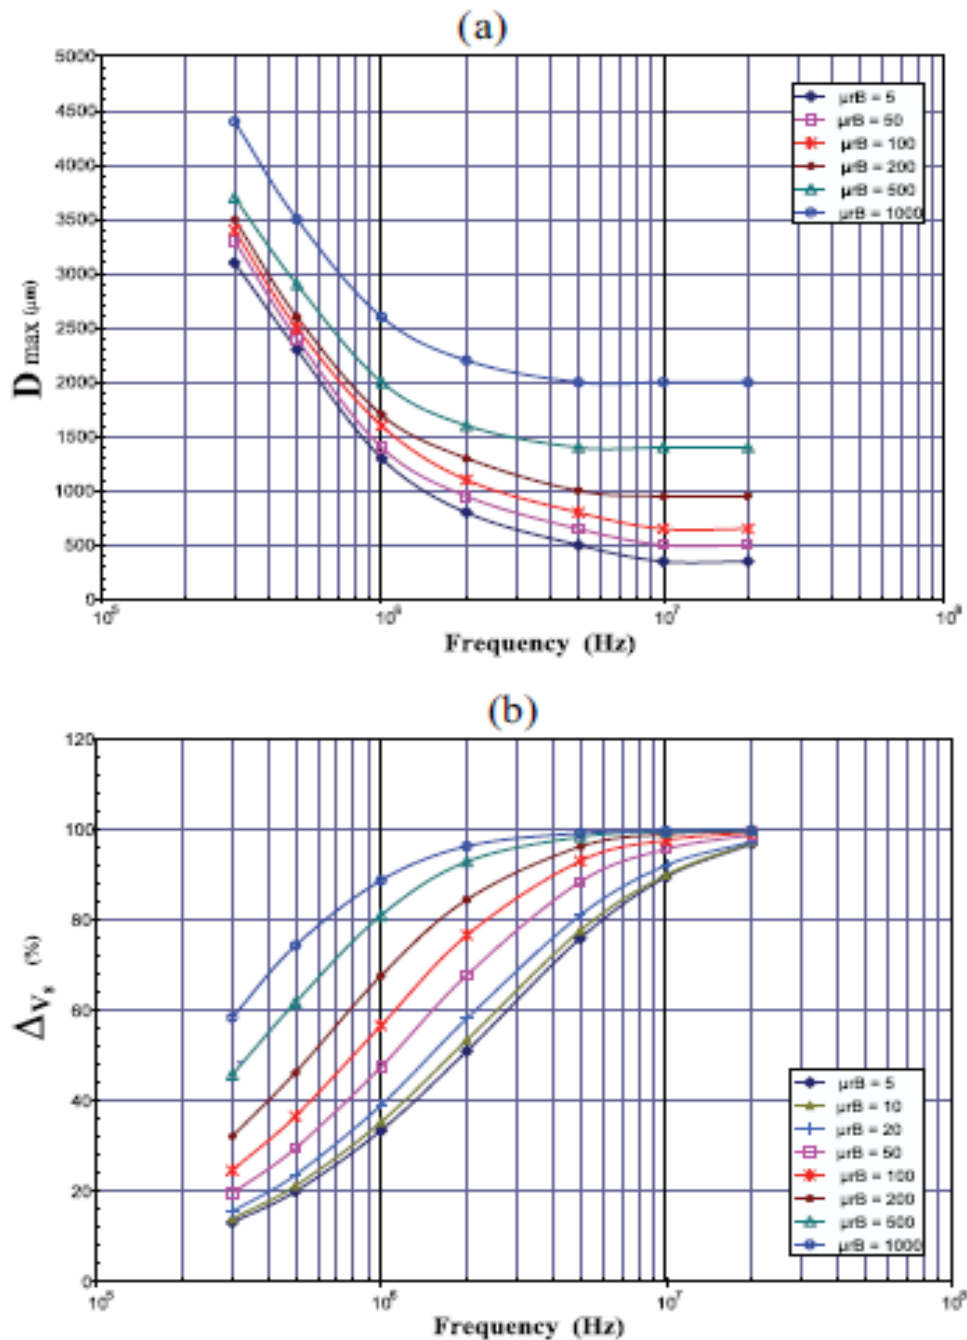 (a)
5000
4500
4000
3500
3000
2500
2000
1500
1000
500
0
D max (μm)
μrB = 5
μrB = 50
μrB = 100
μrB = 200
μrB = 500
μrB = 1000
10⁵
10⁶
10⁷
10⁸
Frequency (Hz)
(b)
120
100
80
60
40
20
0
ΔVs (%)
μrB = 5
μrB = 10
μrB = 20
μrB = 50
μrB = 100
μrB = 200
μrB = 500
μrB = 1000
10⁵
10⁶
10⁷
10⁸
Frequency (Hz)